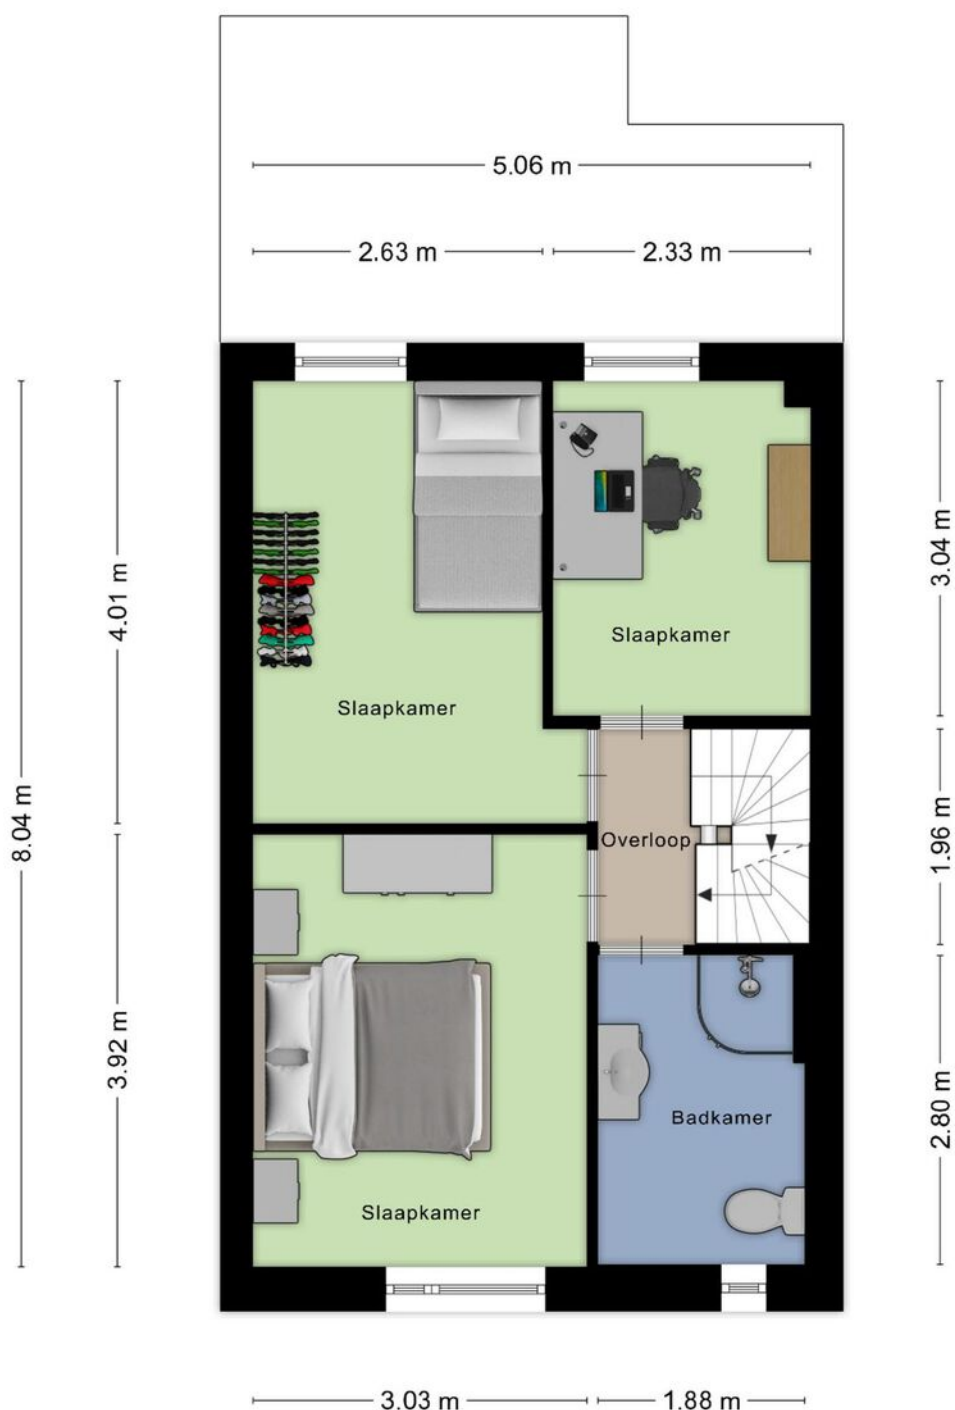 5.06 m
2.63 m
2.33 m
4.01 m
3.04 m
8.04 m
Slaapkamer
Slaapkamer
1.96 m
Overloop
3.92 m
2.80 m
Badkamer
Slaapkamer
3.03 m
1.88 m